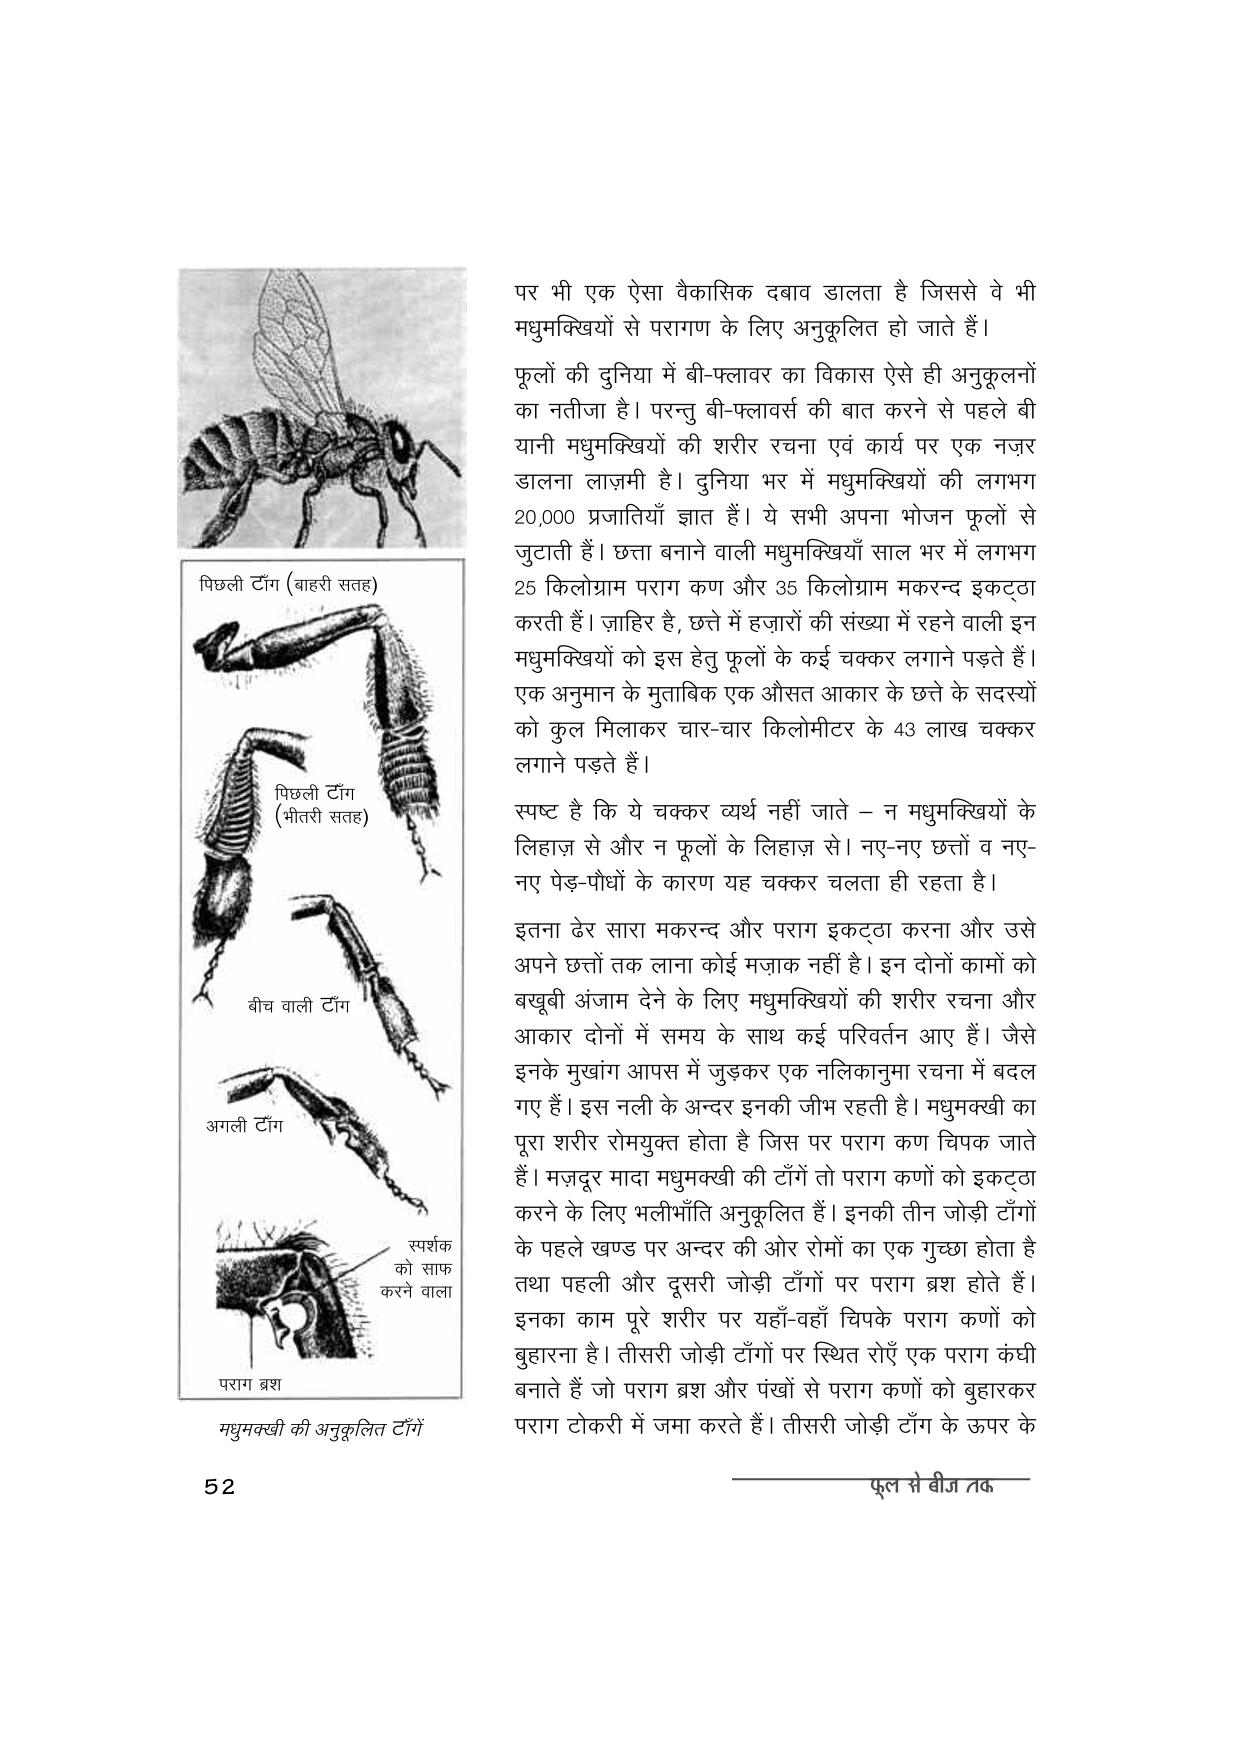 पर भी एक ऐसा वैकासिक दबाव डालता है जिससे वे भी
मधुमक्खियों से परागण के लिए अनुकूलित हो जाते हैं।
फूलों की दुनिया में बी-फ्लावर का विकास ऐसे ही अनुकूलनों
का नतीजा है। परन्तु बी-फ्लावर्स की बात करने से पहले बी
यानी मधुमक्खियों की शरीर रचना एवं कार्य पर एक नज़र
डालना लाज़मी है। दुनिया भर में मधुमक्खियों की लगभग
20,000 प्रजातियाँ ज्ञात हैं। ये सभी अपना भोजन फूलों से
जुटाती हैं। छत्ता बनाने वाली मधुमक्खियाँ साल भर में लगभग
25 किलोग्राम पराग कण और 35 किलोग्राम मकरन्द इकट्ठा
करती हैं। ज़ाहिर है, छत्ते में हज़ारों की संख्या में रहने वाली इन
मधुमक्खियों को इस हेतु फूलों के कई चक्कर लगाने पड़ते हैं।
एक अनुमान के मुताबिक एक औसत आकार के छत्ते के सदस्यों
को कुल मिलाकर चार-चार किलोमीटर के 43 लाख चक्कर
लगाने पड़ते हैं।
स्पष्ट है कि ये चक्कर व्यर्थ नहीं जाते – न मधुमक्खियों के
लिहाज़ से और न फूलों के लिहाज़ से। नए-नए छत्तों व नए-
नए पेड़-पौधों के कारण यह चक्कर चलता ही रहता है।
इतना ढेर सारा मकरन्द और पराग इकट्ठा करना और उसे
अपने छत्तों तक लाना कोई मज़ाक नहीं है। इन दोनों कामों को
बखूबी अंजाम देने के लिए मधुमक्खियों की शरीर रचना और
आकार दोनों में समय के साथ कई परिवर्तन आए हैं। जैसे
इनके मुखांग आपस में जुड़कर एक नलिकानुमा रचना में बदल
गए हैं। इस नली के अन्दर इनकी जीभ रहती है। मधुमक्खी का
पूरा शरीर रोमयुक्त होता है जिस पर पराग कण चिपक जाते
हैं। मज़दूर मादा मधुमक्खी की टाँगें तो पराग कणों को इकट्ठा
करने के लिए भलीभाँति अनुकूलित हैं। इनकी तीन जोड़ी टाँगों
के पहले खण्ड पर अन्दर की ओर रोमों का एक गुच्छा होता है
तथा पहली और दूसरी जोड़ी टाँगों पर पराग ब्रश होते हैं।
इनका काम पूरे शरीर पर यहाँ-वहाँ चिपके पराग कणों को
बुहारना है। तीसरी जोड़ी टाँगों पर स्थित रोएँ एक पराग कंघी
बनाते हैं जो पराग ब्रश और पंखों से पराग कणों को बुहारकर
पराग टोकरी में जमा करते हैं। तीसरी जोड़ी टाँग के ऊपर के
पिछली टाँग (बाहरी सतह)
पिछली टाँग
(भीतरी सतह)
बीच वाली टाँग
अगली टाँग
स्पर्शक
को साफ
करने वाला
पराग ब्रश
मधुमक्खी की अनुकूलित टाँगें
52
फूल से बीज तक